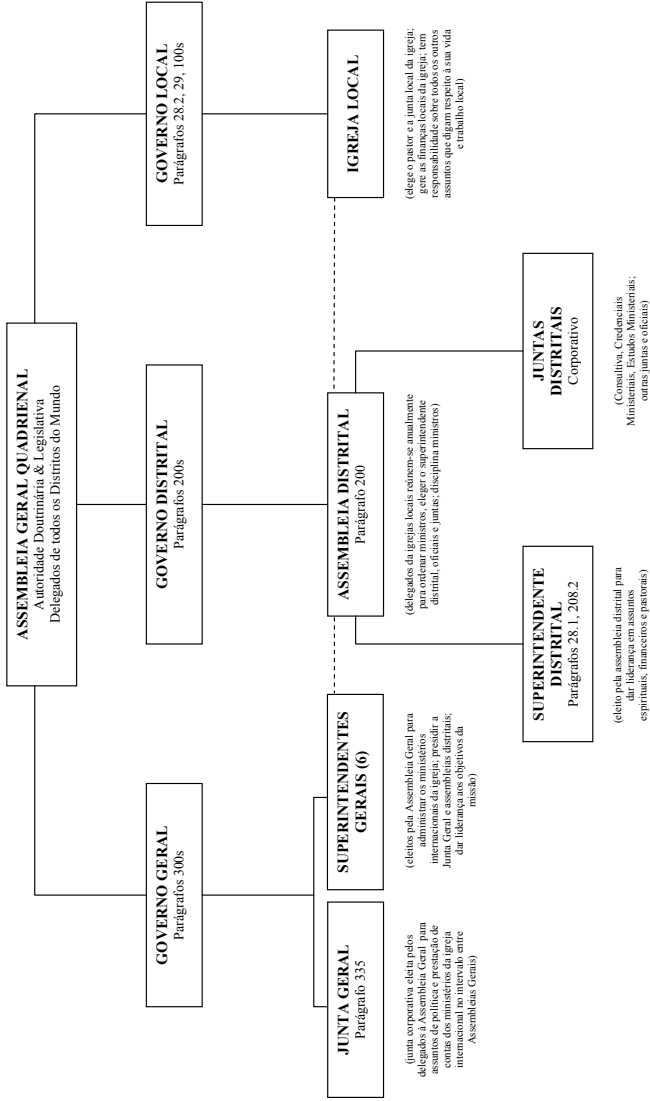 ASSEMBLEIA GERAL QUADRIENAL
Autoridade Doutrinária & Legislativa
Delegados de todos os Distritos do Mundo
GOVERNO GERAL
Parágrafos 300s
GOVERNO DISTRITAL
Parágrafos 200s
GOVERNO LOCAL
Parágrafos 28.2, 29, 100s
JUNTA GERAL
Parágrafo 335
(junta corporativa eleita pelos
delegados à Assembleia Geral para
assuntos de política e prestação de
contas dos ministérios da igreja
internacional no intervalo entre
Assembleias Gerais)
SUPERINTENDENTES
GERAIS (6)
(eleitos pela Assembleia Geral para
administrar os ministérios
internacionais da igreja; presidir a
Junta Geral e assembleias distritais;
dar liderança aos objetivos da
missão)
ASSEMBLEIA DISTRITAL
Parágrafo 200
(delegados da igrejas locais reúnem-se anualmente
para ordenar ministros, eleger o superintendente
distrital, oficiais e juntas; disciplina ministros)
IGREJA LOCAL
(elege o pastor e a junta local da igreja;
gere as finanças locais da igreja; tem
responsabilidade sobre todos os outros
assuntos que digam respeito à sua vida
e trabalho local)
SUPERINTENDENTE
DISTRITAL
Parágrafos 28.1, 208.2
(eleito pela assembleia distrital para
dar liderança em assuntos
espirituais, financeiros e pastorais)
JUNTAS
DISTRITAIS
Corporativo
(Consultiva, Credenciais
Ministeriais, Estudos Ministeriais;
outras juntas e oficiais)